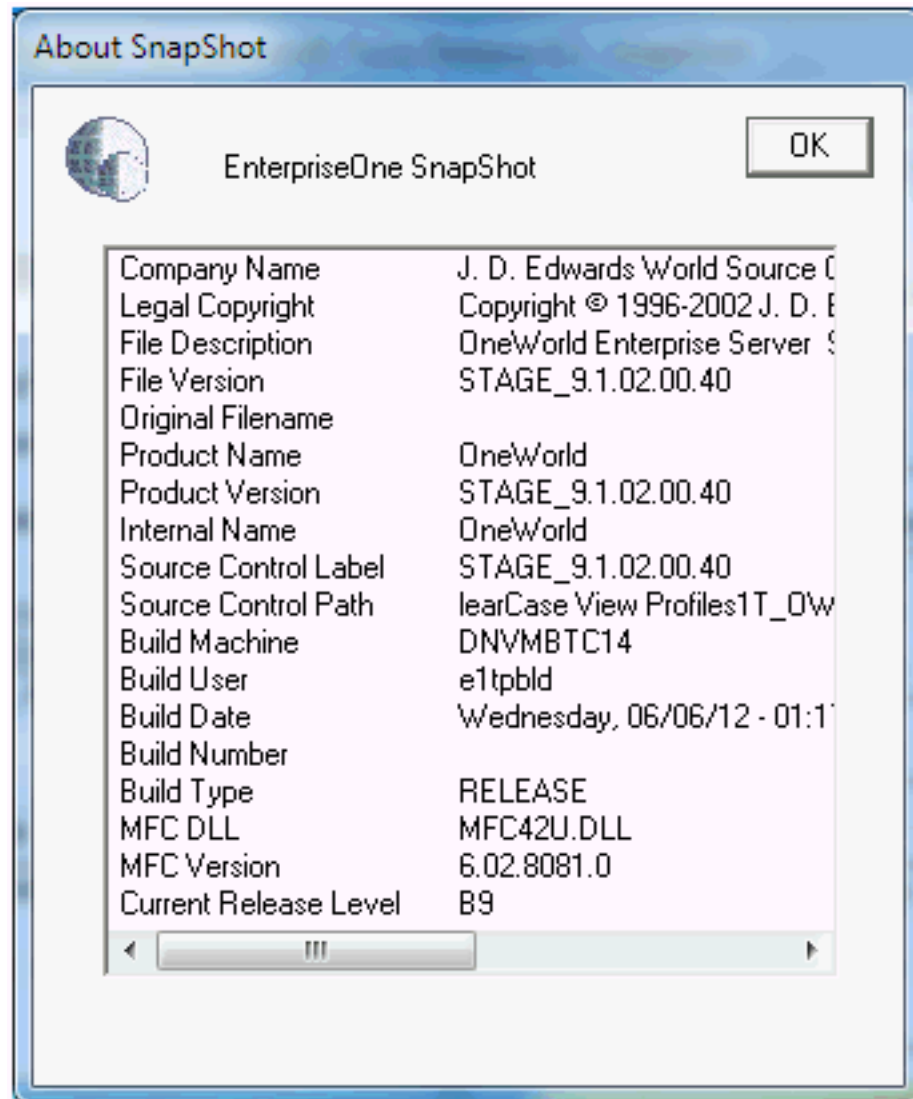 About SnapShot
OK
EnterpriseOne SnapShot
Company Name J. D. Edwards World Source
Legal Copyright Copyright © 1996-2002 J. D.
File Description OneWorld Enterprise Server
File Version STAGE_9.1.02.00.40
Original Filename
Product Name OneWorld
Product Version STAGE_9.1.02.00.40
Internal Name OneWorld
Source Control Label STAGE_9.1.02.00.40
Source Control Path learCase View Profiles1T_OW
Build Machine DNVMBTC14
Build User e1tpbld
Build Date Wednesday, 06/06/12 - 01:1
Build Number
Build Type RELEASE
MFC DLL MFC42U.DLL
MFC Version 6.02.8081.0
Current Release Level B9